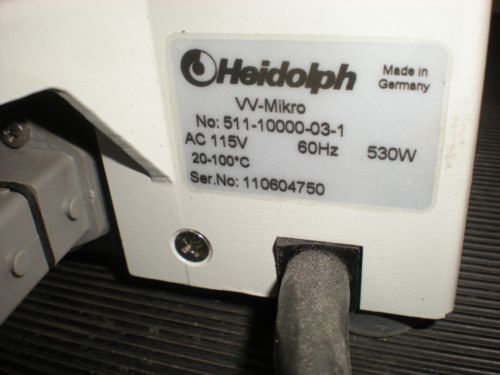 Heidolph
Made in
Germany
VV-Mikro
No: 511-10000-03-1
AC 115V 60Hz 530W
20-100°C
Ser.No: 110604750